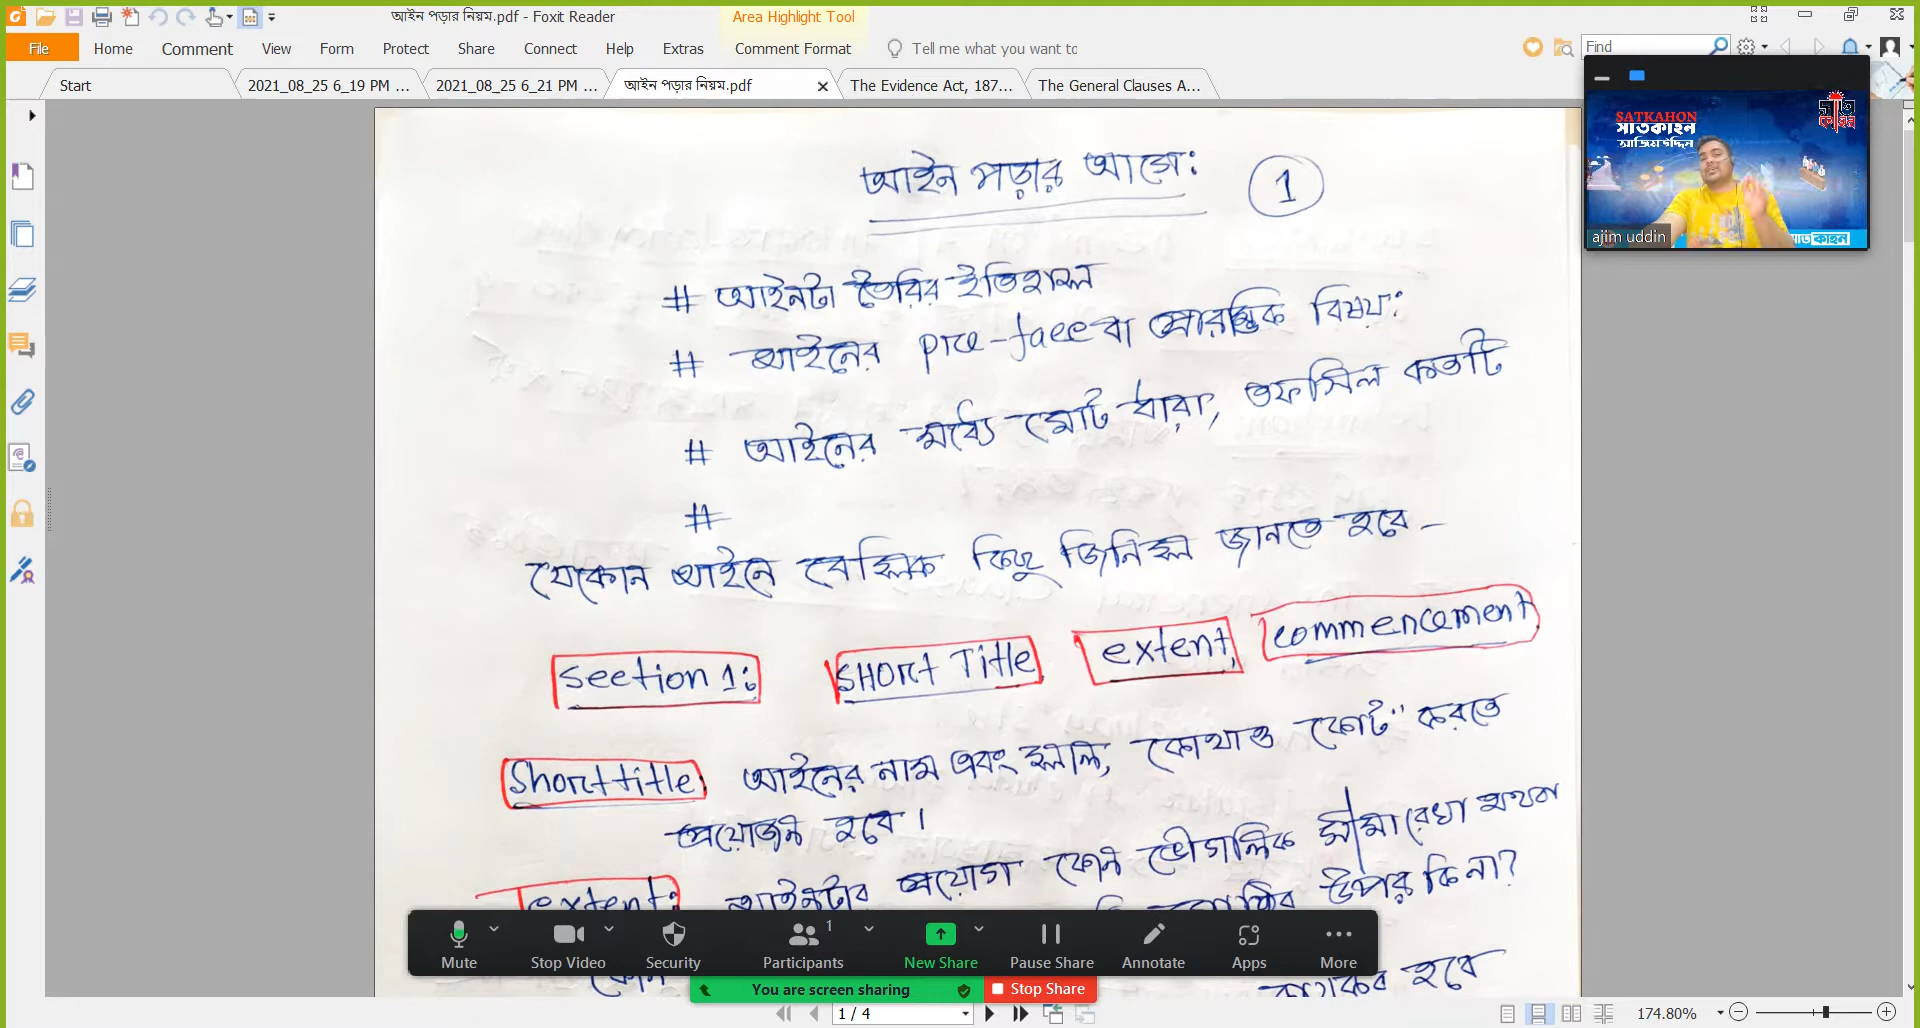 আইন পড়ার নিয়ম.pdf - Foxit Reader
Area Highlight Tool
File Home Comment View Form Protect Share Connect Help Extras Comment Format Tell me what you want to Find
Start 2021_08_25 6_19 PM ... 2021_08_25 6_21 PM ... আইন পড়ার নিয়ম.pdf The Evidence Act, 187... The General Clauses A...
SATKAHON
সাতকাহন
আজিম উদ্দিন
ajim uddin
আইন পড়ার আগে: 1
# আইনটা তৈরির ইতিহাস
# আইনের pre-face বা প্রারম্ভিক বিষয়:
# আইনের মধ্যে মোট ধারা, তফসিল কতটি
#
যেকোন আইনে বেসিক কিছু জিনিস জানতে হবে -
Section 1: SHORT Title, extent, commencement
Short title: আইনের নাম এবং সাল, কোথাও কোট" করতে
প্রয়োজন হবে।
extent: আইনটার প্রয়োগ কোন ভৌগলিক সীমারেখা অথবা
উপর কি না?
হবে
Mute Stop Video Security Participants 1 New Share Pause Share Annotate Apps More
You are screen sharing Stop Share
1 / 4 174.80%